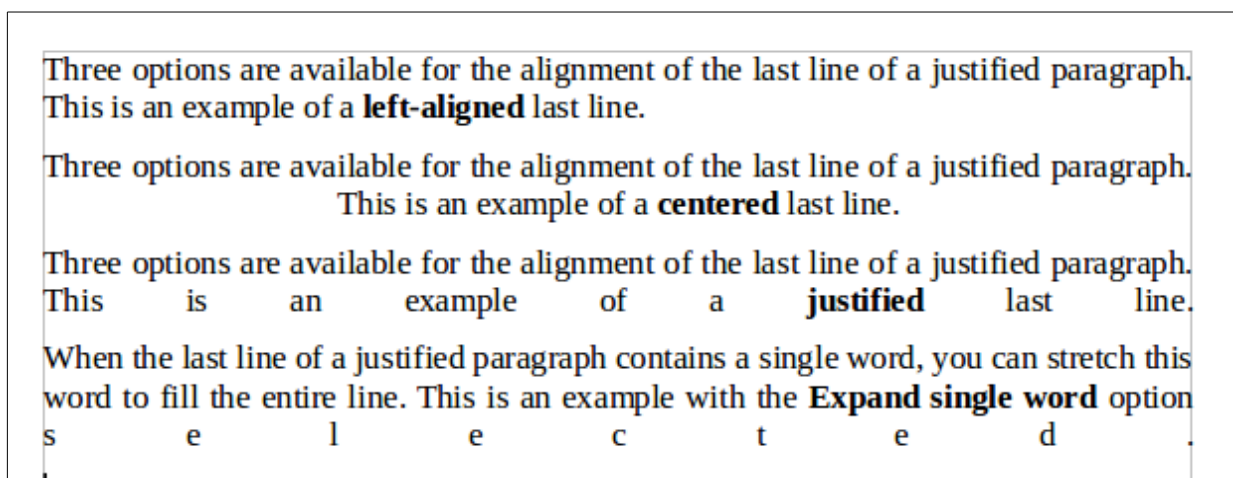 Three options are available for the alignment of the last line of a justified paragraph.
This is an example of a left-aligned last line.
Three options are available for the alignment of the last line of a justified paragraph.
This is an example of a centered last line.
Three options are available for the alignment of the last line of a justified paragraph.
This is an example of a justified last line.
When the last line of a justified paragraph contains a single word, you can stretch this
word to fill the entire line. This is an example with the Expand single word option
s e l e c t e d .